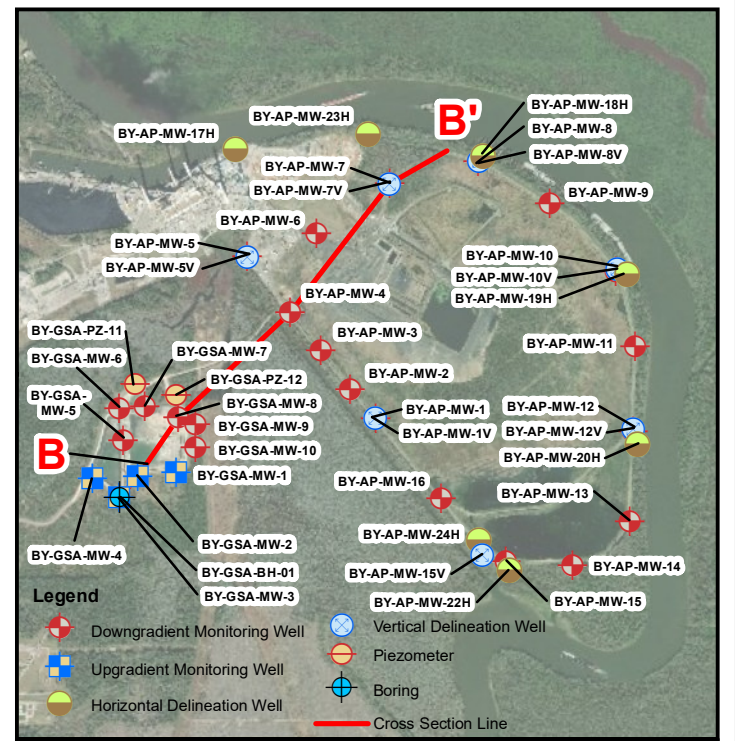 BY-AP-MW-18H
BY-AP-MW-23H
B'
BY-AP-MW-8
BY-AP-MW-17H
BY-AP-MW-8V
BY-AP-MW-7
BY-AP-MW-7V
BY-AP-MW-9
BY-AP-MW-6
BY-AP-MW-5
BY-AP-MW-5V
BY-AP-MW-10
BY-AP-MW-10V
BY-AP-MW-19H
BY-AP-MW-4
BY-GSA-PZ-11
BY-AP-MW-3
BY-AP-MW-11
BY-GSA-MW-7
BY-GSA-MW-6
BY-AP-MW-2
BY-GSA-PZ-12
BY-GSA-
MW-5
BY-GSA-MW-8
BY-AP-MW-1
BY-AP-MW-1V
BY-AP-MW-12
BY-AP-MW-12V
BY-GSA-MW-9
BY-GSA-MW-10
BY-AP-MW-20H
B
BY-GSA-MW-1
BY-AP-MW-16
BY-AP-MW-13
BY-AP-MW-24H
BY-GSA-MW-2
BY-GSA-MW-4
BY-GSA-BH-01
BY-AP-MW-15V
BY-AP-MW-14
BY-GSA-MW-3
BY-AP-MW-22H
BY-AP-MW-15
Legend
Downgradient Monitoring Well
Upgradient Monitoring Well
Horizontal Delineation Well
Vertical Delineation Well
Piezometer
Boring
Cross Section Line